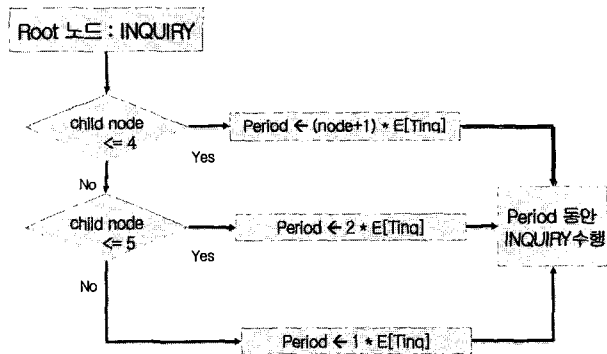 Root 노드 : INQUIRY
child node
<= 4
Period ← (node+1) * E[Tinq]
Yes
No
child node
<= 5
Period ← 2 * E[Tinq]
Period 동안
INQUIRY수행
Yes
No
Period ← 1 * E[Tinq]